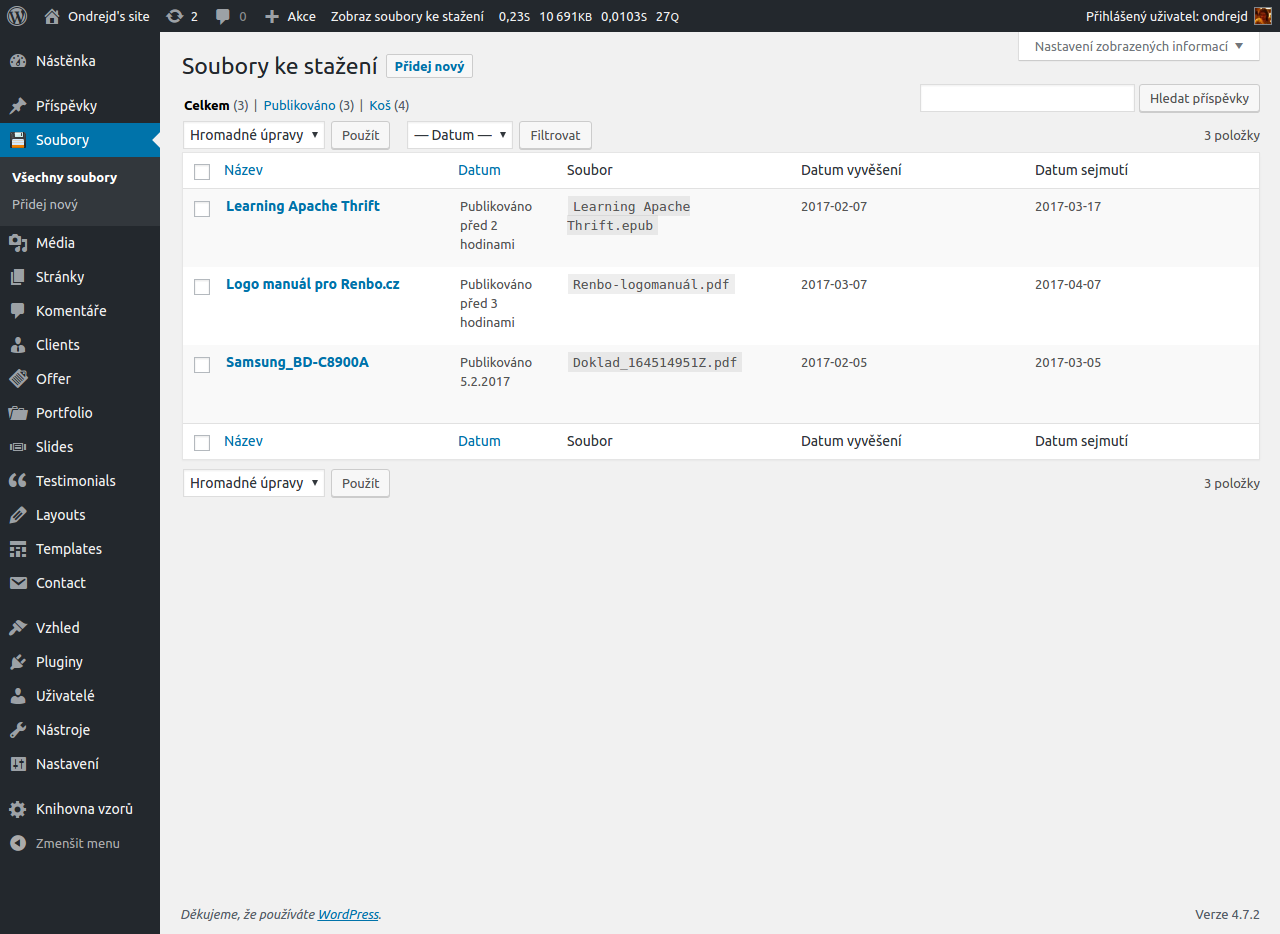 Ondrejd's site 2 0 Akce Zobraz soubory ke stažení 0,23s 10 691KB 0,0103s 27Q Přihlášený uživatel: ondrejd
Nastavení zobrazených informací
Nástěnka
Příspěvky
Soubory
Všechny soubory
Přidej nový
Média
Stránky
Komentáře
Clients
Offer
Portfolio
Slides
Testimonials
Layouts
Templates
Contact
Vzhled
Pluginy
Uživatelé
Nástroje
Nastavení
Knihovna vzorů
Zmenšit menu
Soubory ke stažení Přidej nový
Celkem (3) | Publikováno (3) | Koš (4)
Hledat příspěvky
Hromadné úpravy Použít — Datum — Filtrovat 3 položky
Název Datum Soubor Datum vyvěšení Datum sejmutí
Learning Apache Thrift Publikováno Learning Apache 2017-02-07 2017-03-17
před 2 Thrift.epub
hodinami
Logo manuál pro Renbo.cz Publikováno Renbo-logomanuál.pdf 2017-03-07 2017-04-07
před 3
hodinami
Samsung_BD-C8900A Publikováno Doklad_164514951Z.pdf 2017-02-05 2017-03-05
5.2.2017
Název Datum Soubor Datum vyvěšení Datum sejmutí
Hromadné úpravy Použít 3 položky
Děkujeme, že používáte WordPress. Verze 4.7.2